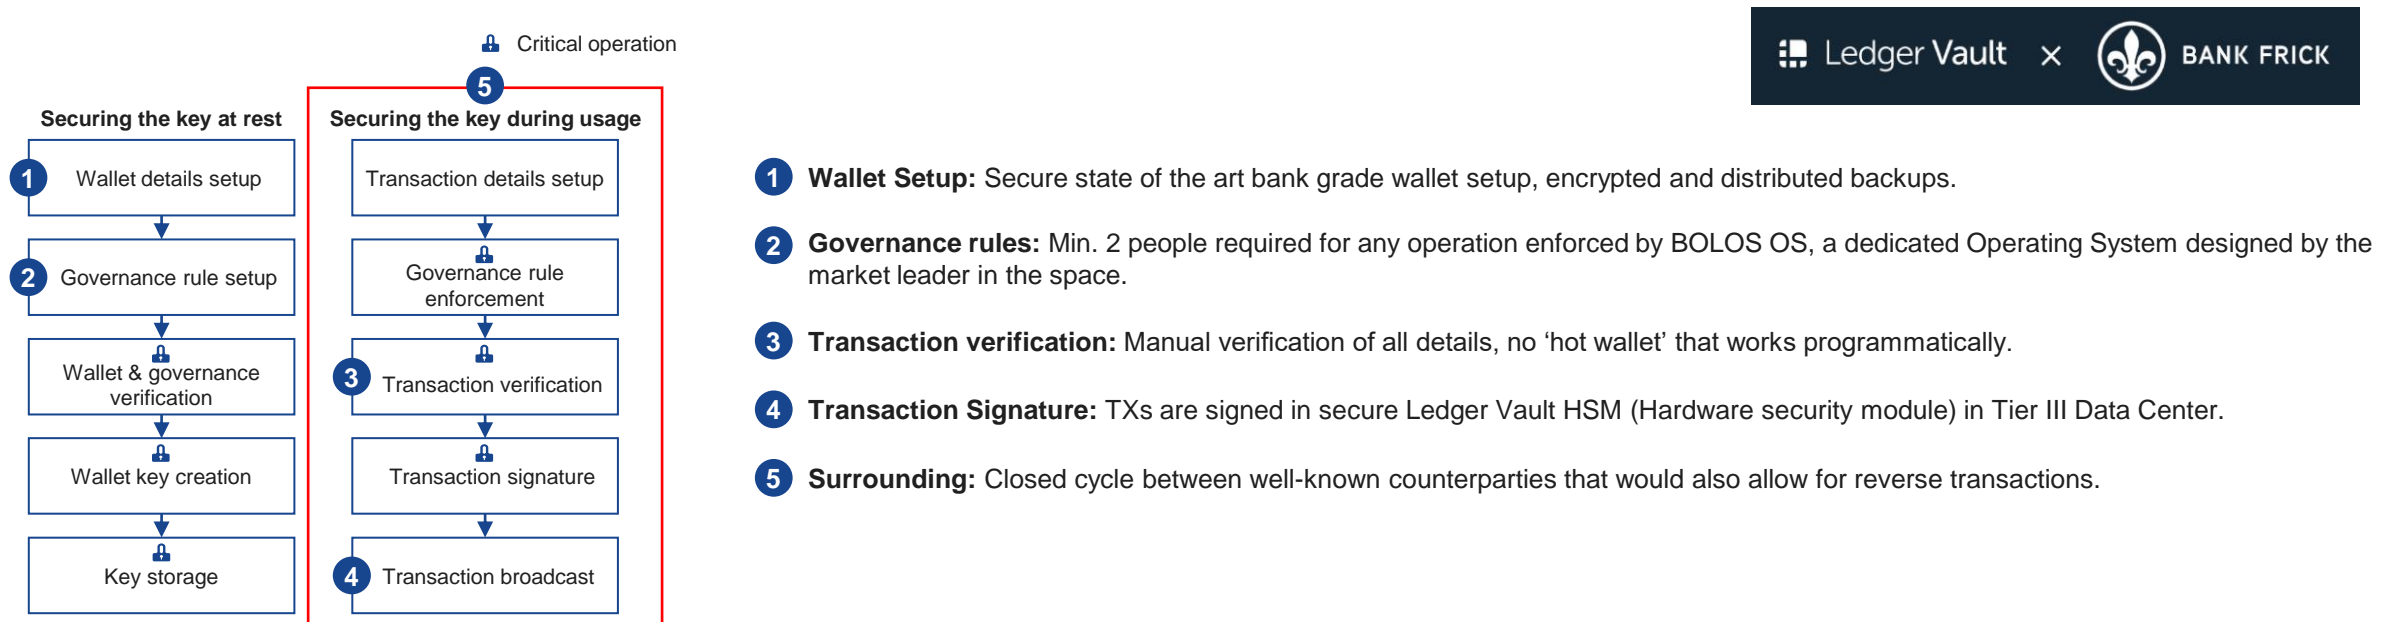 Critical operation
Ledger Vault × BANK FRICK
5
Securing the key at rest
Securing the key during usage
1
Wallet details setup
2
Governance rule setup
Wallet & governance
verification
Wallet key creation
Key storage
Transaction details setup
Governance rule
enforcement
3
Transaction verification
Transaction signature
4
Transaction broadcast
1 Wallet Setup: Secure state of the art bank grade wallet setup, encrypted and distributed backups.
2 Governance rules: Min. 2 people required for any operation enforced by BOLOS OS, a dedicated Operating System designed by the
market leader in the space.
3 Transaction verification: Manual verification of all details, no ‘hot wallet’ that works programmatically.
4 Transaction Signature: TXs are signed in secure Ledger Vault HSM (Hardware security module) in Tier III Data Center.
5 Surrounding: Closed cycle between well-known counterparties that would also allow for reverse transactions.